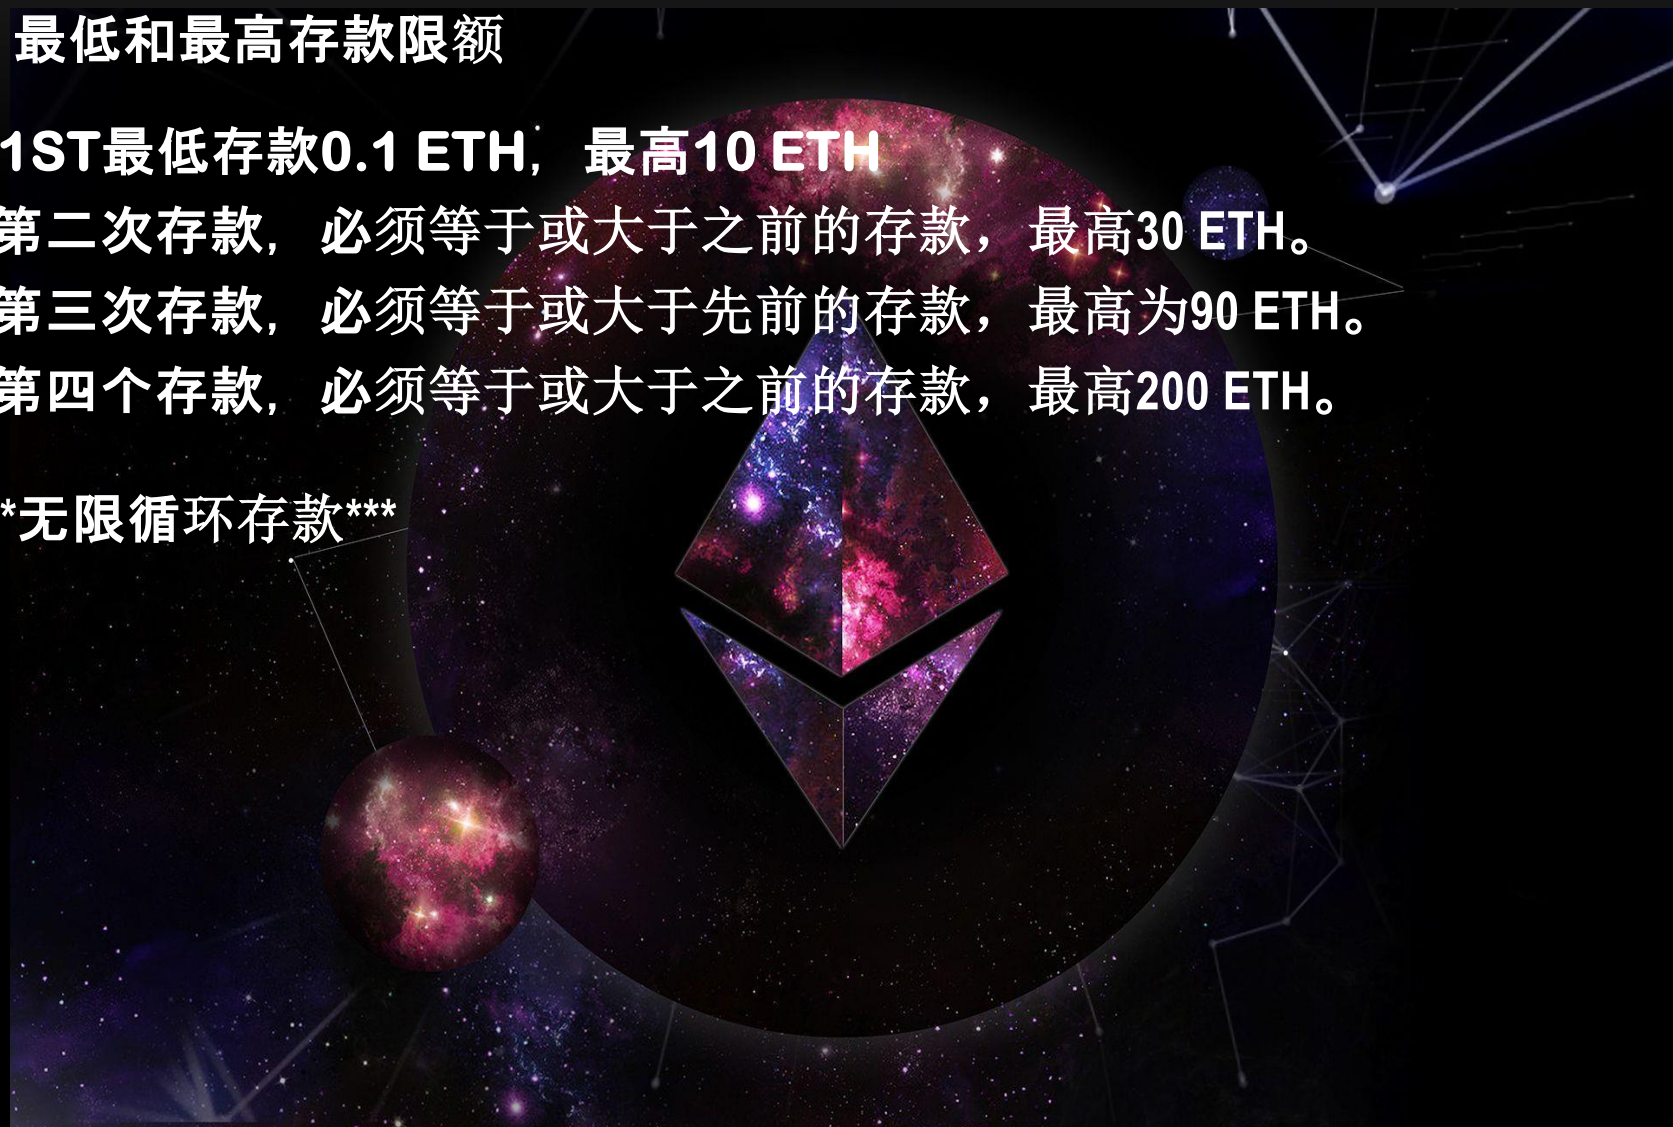 最低和最高存款限额
1ST最低存款0.1 ETH，最高10 ETH
第二次存款，必须等于或大于之前的存款，最高30 ETH。
第三次存款，必须等于或大于先前的存款，最高为90 ETH。
第四个存款，必须等于或大于之前的存款，最高200 ETH。
*无限循环存款***